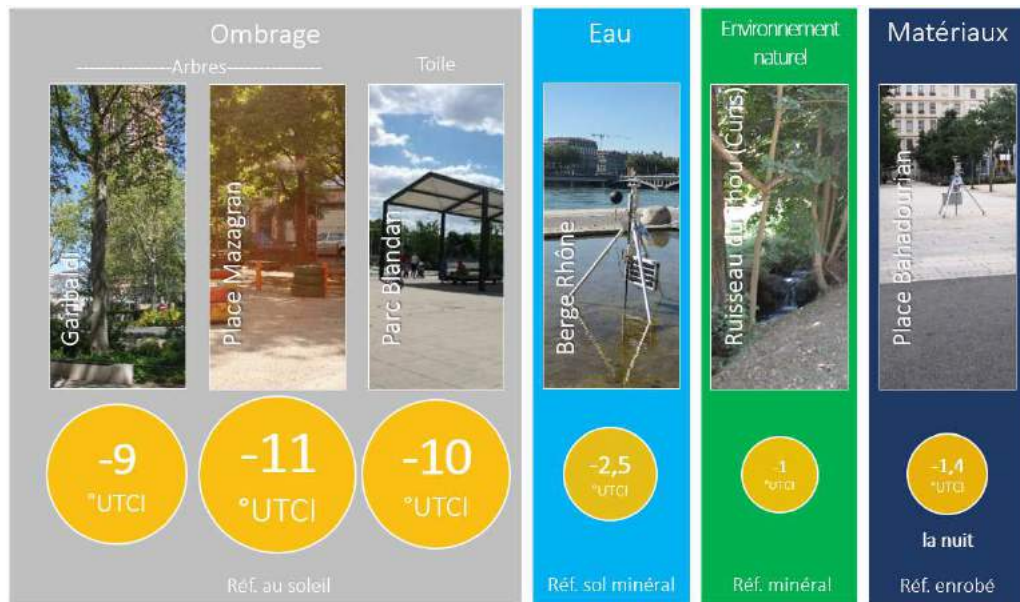 Ombrage
----------------Arbres----------------
Toile
Garibaldi
Place Mazagran
Parc Blandan
-9
°UTCI
-11
°UTCI
-10
°UTCI
Réf. au soleil
Eau
Berge Rhône
-2,5
°UTCI
Réf. sol minéral
Environnement
naturel
Ruisseau du Thou (Curis)
-1
°UTCI
Réf. minéral
Matériaux
Place Bahadourian
-1,4
°UTCI
la nuit
Réf. enrobé